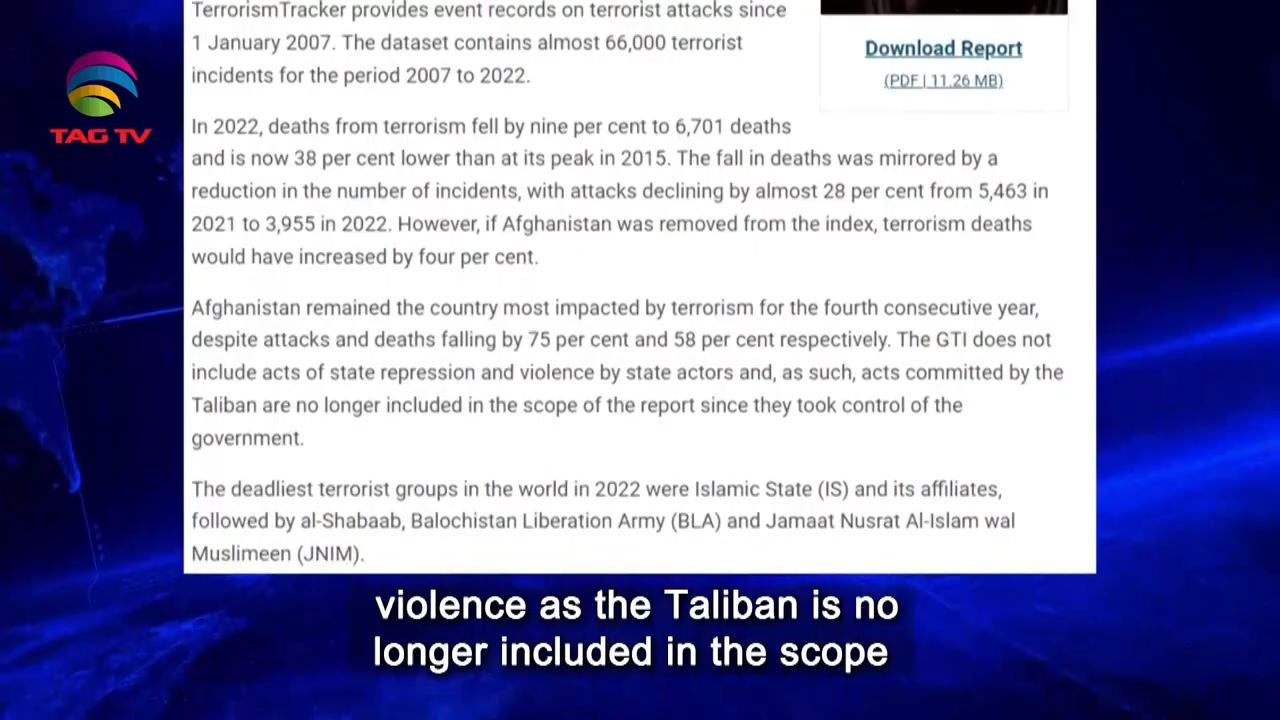 TerrorismTracker provides event records on terrorist attacks since
1 January 2007. The dataset contains almost 66,000 terrorist
incidents for the period 2007 to 2022.
Download Report
(PDF | 11.26 MB)
TAG TV
In 2022, deaths from terrorism fell by nine per cent to 6,701 deaths
and is now 38 per cent lower than at its peak in 2015. The fall in deaths was mirrored by a
reduction in the number of incidents, with attacks declining by almost 28 per cent from 5,463 in
2021 to 3,955 in 2022. However, if Afghanistan was removed from the index, terrorism deaths
would have increased by four per cent.
Afghanistan remained the country most impacted by terrorism for the fourth consecutive year,
despite attacks and deaths falling by 75 per cent and 58 per cent respectively. The GTI does not
include acts of state repression and violence by state actors and, as such, acts committed by the
Taliban are no longer included in the scope of the report since they took control of the
government.
The deadliest terrorist groups in the world in 2022 were Islamic State (IS) and its affiliates,
followed by al-Shabaab, Balochistan Liberation Army (BLA) and Jamaat Nusrat Al-Islam wal
Muslimeen (JNIM).
violence as the Taliban is no
longer included in the scope